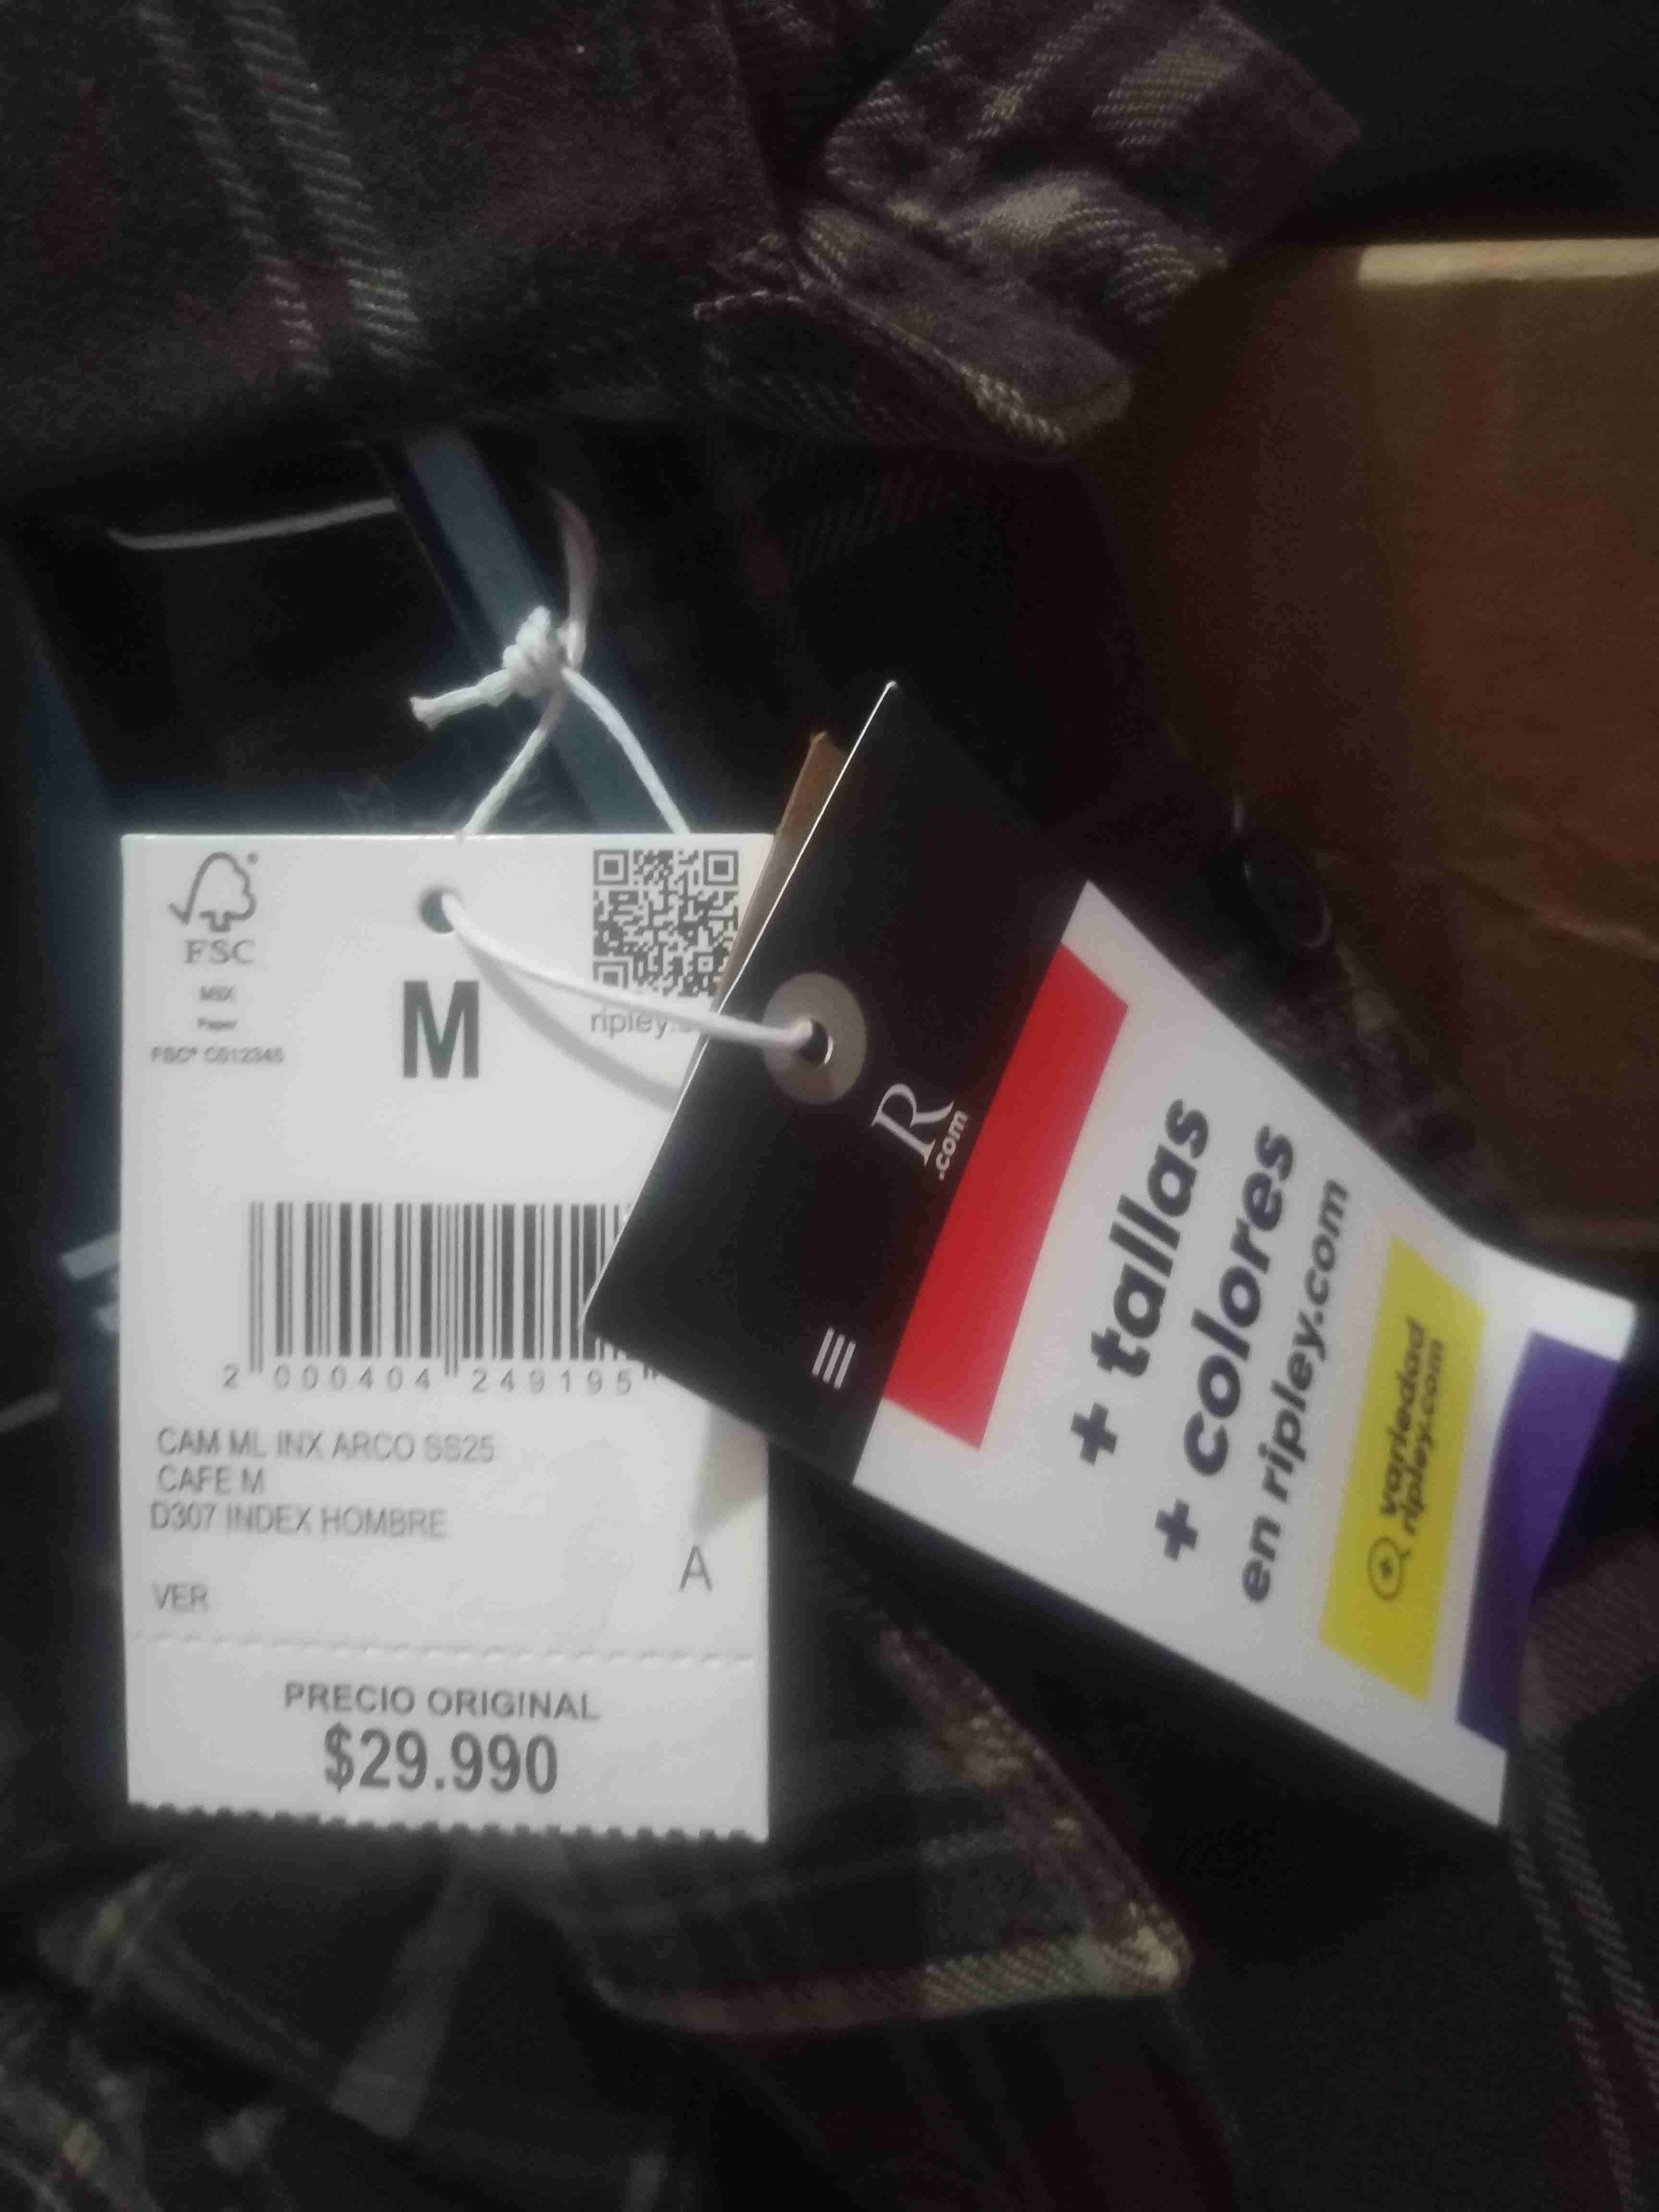 FSC
MIX
Paper
M
2 000404 249195
CAM ML INX ARCO SS25
CAFE M
D307 INDEX HOMBRE
A
VER
PRECIO ORIGINAL
$29.990
R
.com
+ tallas
+ colores
en ripley.com
variedad
ripley.com